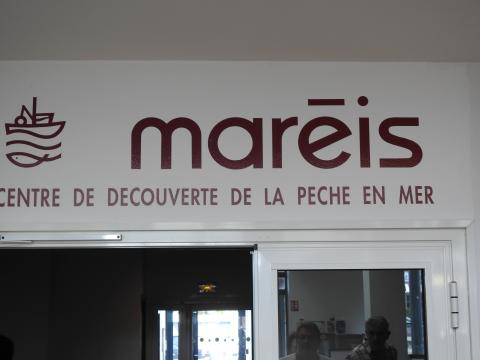 marēis
CENTRE DE DECOUVERTE DE LA PECHE EN MER